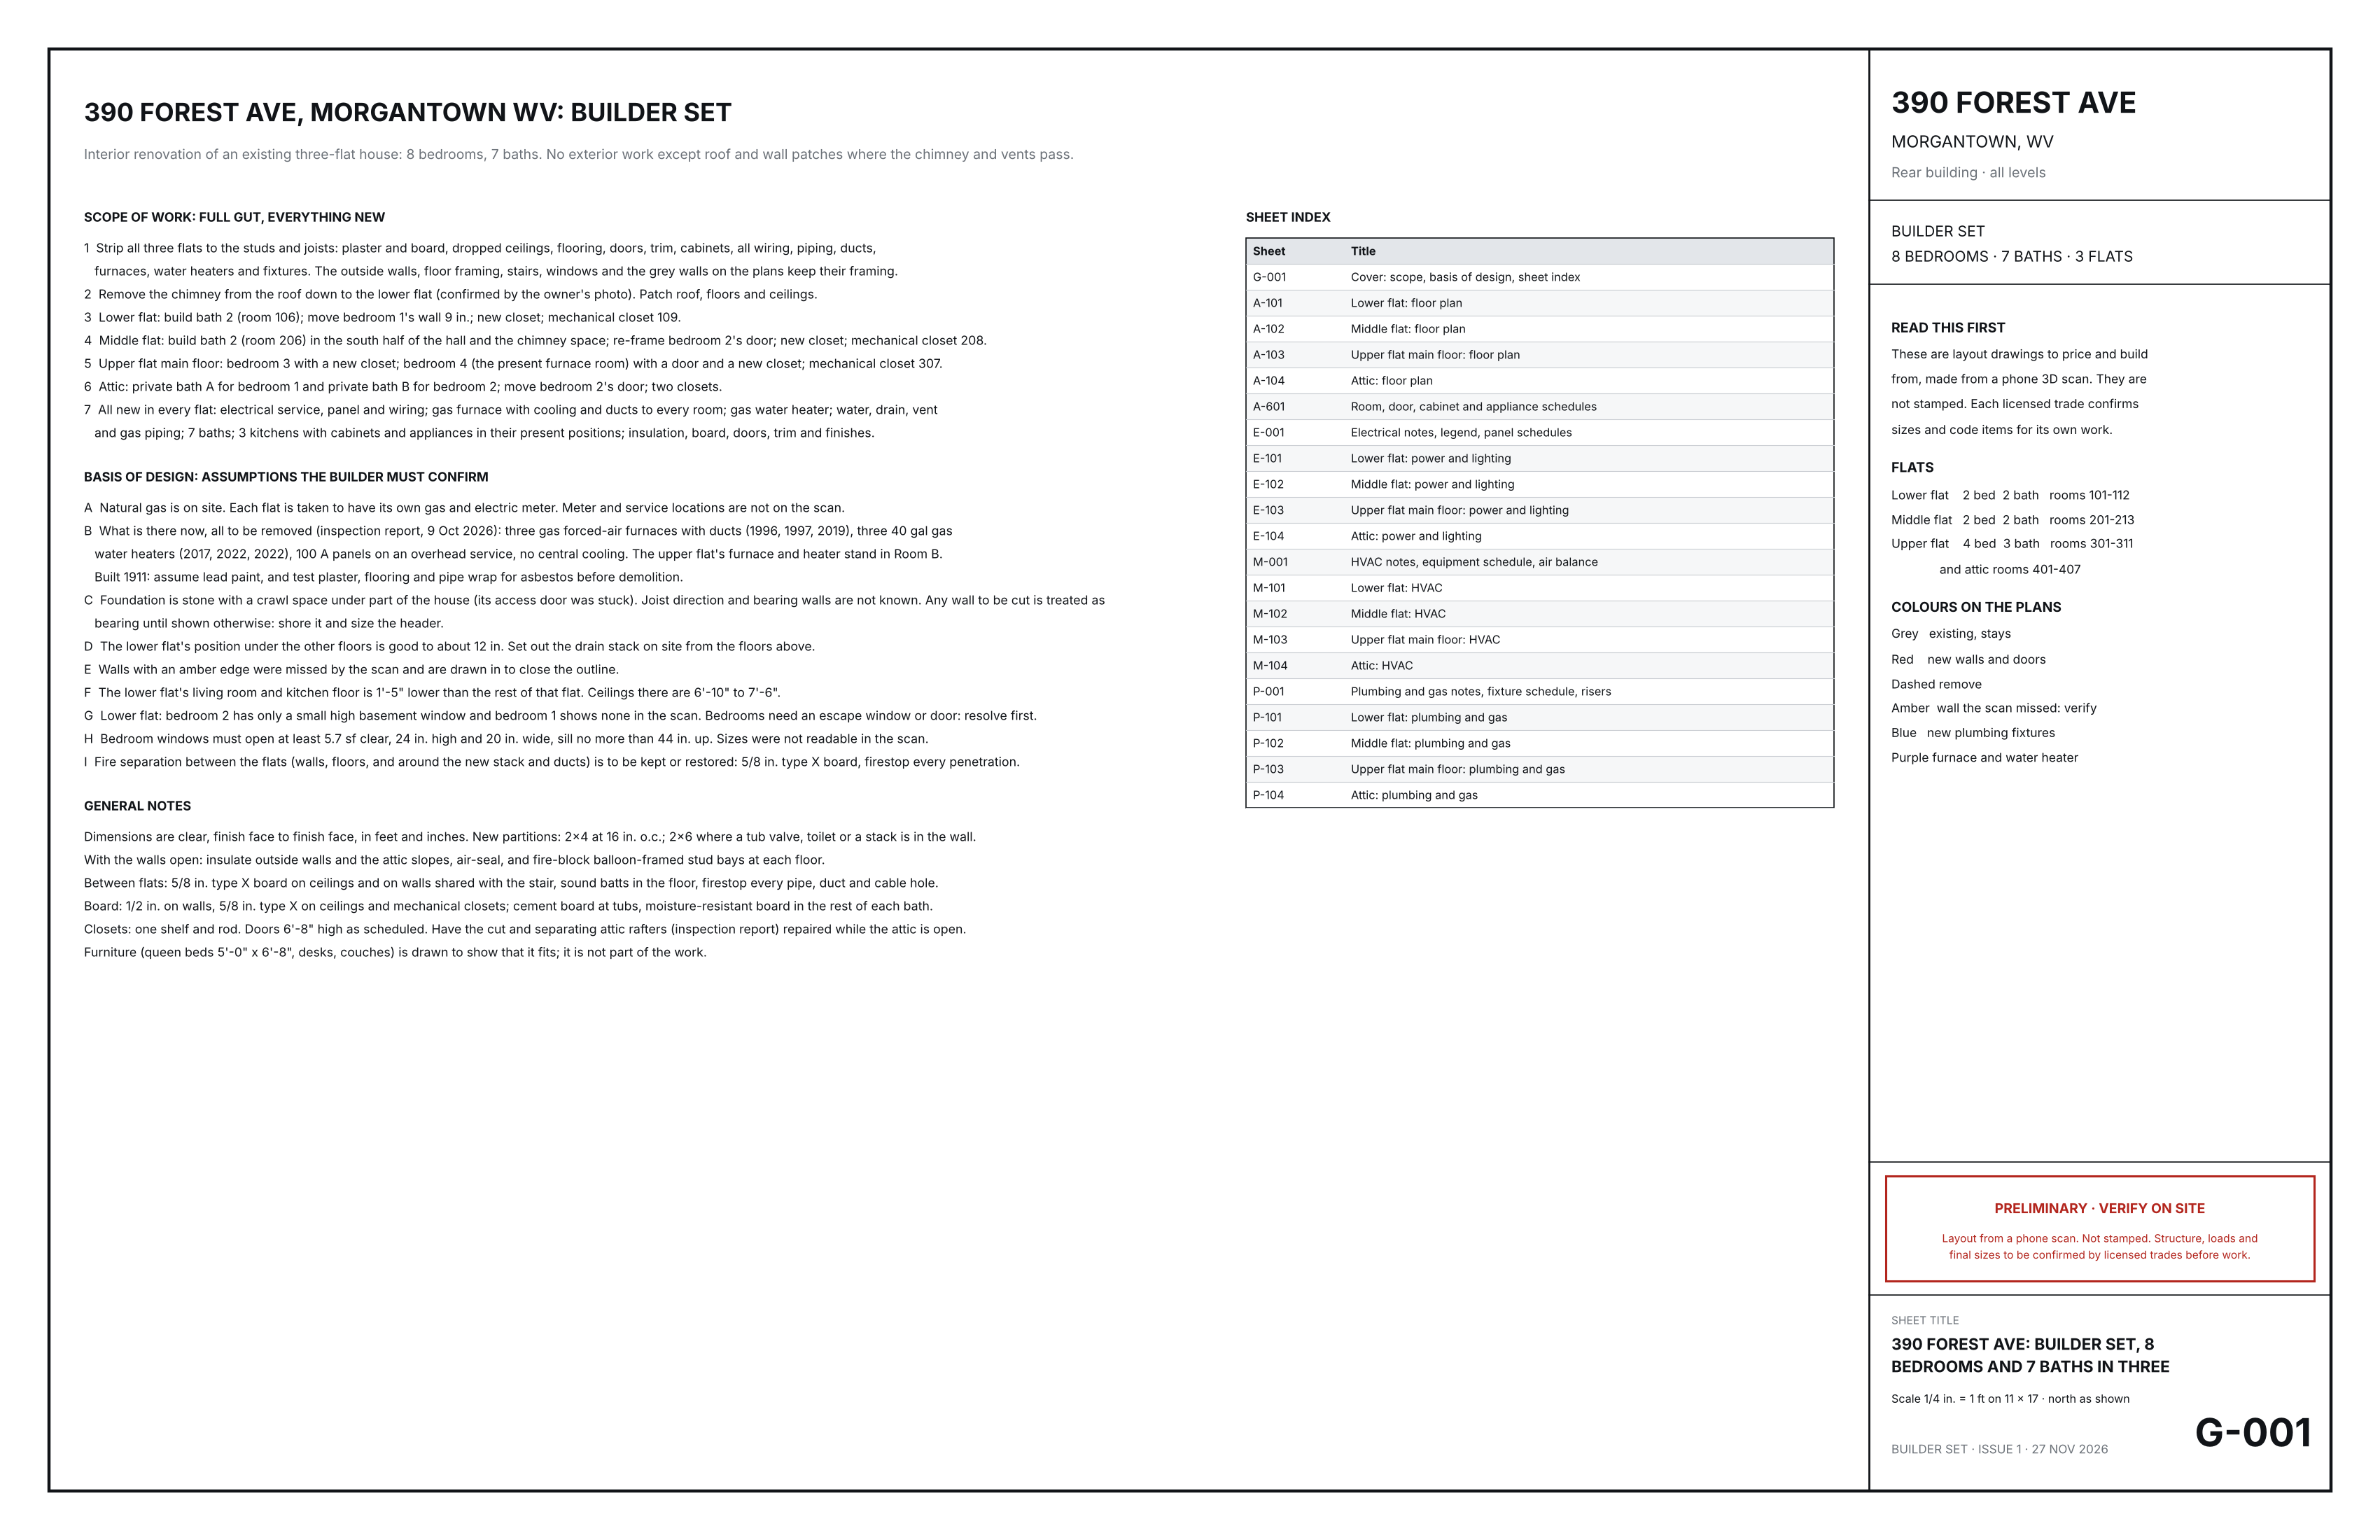 390 FOREST AVE, MORGANTOWN WV: BUILDER SET
Interior renovation of an existing three-flat house: 8 bedrooms, 7 baths. No exterior work except roof and wall patches where the chimney and vents pass.
SCOPE OF WORK: FULL GUT, EVERYTHING NEW
1 Strip all three flats to the studs and joists: plaster and board, dropped ceilings, flooring, doors, trim, cabinets, all wiring, piping, ducts,
furnaces, water heaters and fixtures. The outside walls, floor framing, stairs, windows and the grey walls on the plans keep their framing.
2 Remove the chimney from the roof down to the lower flat (confirmed by the owner's photo). Patch roof, floors and ceilings.
3 Lower flat: build bath 2 (room 106); move bedroom 1's wall 9 in.; new closet; mechanical closet 109.
4 Middle flat: build bath 2 (room 206) in the south half of the hall and the chimney space; re-frame bedroom 2's door; new closet; mechanical closet 208.
5 Upper flat main floor: bedroom 3 with a new closet; bedroom 4 (the present furnace room) with a door and a new closet; mechanical closet 307.
6 Attic: private bath A for bedroom 1 and private bath B for bedroom 2; move bedroom 2's door; two closets.
7 All new in every flat: electrical service, panel and wiring; gas furnace with cooling and ducts to every room; gas water heater; water, drain, vent
and gas piping; 7 baths; 3 kitchens with cabinets and appliances in their present positions; insulation, board, doors, trim and finishes.
BASIS OF DESIGN: ASSUMPTIONS THE BUILDER MUST CONFIRM
A Natural gas is on site. Each flat is taken to have its own gas and electric meter. Meter and service locations are not on the scan.
B What is there now, all to be removed (inspection report, 9 Oct 2026): three gas forced-air furnaces with ducts (1996, 1997, 2019), three 40 gal gas
water heaters (2017, 2022, 2022), 100 A panels on an overhead service, no central cooling. The upper flat's furnace and heater stand in Room B.
Built 1911: assume lead paint, and test plaster, flooring and pipe wrap for asbestos before demolition.
C Foundation is stone with a crawl space under part of the house (its access door was stuck). Joist direction and bearing walls are not known. Any wall to be cut is treated as
bearing until shown otherwise: shore it and size the header.
D The lower flat's position under the other floors is good to about 12 in. Set out the drain stack on site from the floors above.
E Walls with an amber edge were missed by the scan and are drawn in to close the outline.
F The lower flat's living room and kitchen floor is 1'-5" lower than the rest of that flat. Ceilings there are 6'-10" to 7'-6".
G Lower flat: bedroom 2 has only a small high basement window and bedroom 1 shows none in the scan. Bedrooms need an escape window or door: resolve first.
H Bedroom windows must open at least 5.7 sf clear, 24 in. high and 20 in. wide, sill no more than 44 in. up. Sizes were not readable in the scan.
I Fire separation between the flats (walls, floors, and around the new stack and ducts) is to be kept or restored: 5/8 in. type X board, firestop every penetration.
GENERAL NOTES
Dimensions are clear, finish face to finish face, in feet and inches. New partitions: 2×4 at 16 in. o.c.; 2×6 where a tub valve, toilet or a stack is in the wall.
With the walls open: insulate outside walls and the attic slopes, air-seal, and fire-block balloon-framed stud bays at each floor.
Between flats: 5/8 in. type X board on ceilings and on walls shared with the stair, sound batts in the floor, firestop every pipe, duct and cable hole.
Board: 1/2 in. on walls, 5/8 in. type X on ceilings and mechanical closets; cement board at tubs, moisture-resistant board in the rest of each bath.
Closets: one shelf and rod. Doors 6'-8" high as scheduled. Have the cut and separating attic rafters (inspection report) repaired while the attic is open.
Furniture (queen beds 5'-0" x 6'-8", desks, couches) is drawn to show that it fits; it is not part of the work.
SHEET INDEX
Sheet Title
G-001 Cover: scope, basis of design, sheet index
A-101 Lower flat: floor plan
A-102 Middle flat: floor plan
A-103 Upper flat main floor: floor plan
A-104 Attic: floor plan
A-601 Room, door, cabinet and appliance schedules
E-001 Electrical notes, legend, panel schedules
E-101 Lower flat: power and lighting
E-102 Middle flat: power and lighting
E-103 Upper flat main floor: power and lighting
E-104 Attic: power and lighting
M-001 HVAC notes, equipment schedule, air balance
M-101 Lower flat: HVAC
M-102 Middle flat: HVAC
M-103 Upper flat main floor: HVAC
M-104 Attic: HVAC
P-001 Plumbing and gas notes, fixture schedule, risers
P-101 Lower flat: plumbing and gas
P-102 Middle flat: plumbing and gas
P-103 Upper flat main floor: plumbing and gas
P-104 Attic: plumbing and gas
390 FOREST AVE
MORGANTOWN, WV
Rear building · all levels
BUILDER SET
8 BEDROOMS · 7 BATHS · 3 FLATS
READ THIS FIRST
These are layout drawings to price and build
from, made from a phone 3D scan. They are
not stamped. Each licensed trade confirms
sizes and code items for its own work.
FLATS
Lower flat 2 bed 2 bath rooms 101-112
Middle flat 2 bed 2 bath rooms 201-213
Upper flat 4 bed 3 bath rooms 301-311
and attic rooms 401-407
COLOURS ON THE PLANS
Grey existing, stays
Red new walls and doors
Dashed remove
Amber wall the scan missed: verify
Blue new plumbing fixtures
Purple furnace and water heater
PRELIMINARY · VERIFY ON SITE
Layout from a phone scan. Not stamped. Structure, loads and
final sizes to be confirmed by licensed trades before work.
SHEET TITLE
390 FOREST AVE: BUILDER SET, 8
BEDROOMS AND 7 BATHS IN THREE
Scale 1/4 in. = 1 ft on 11 × 17 · north as shown
BUILDER SET · ISSUE 1 · 27 NOV 2026
G-001